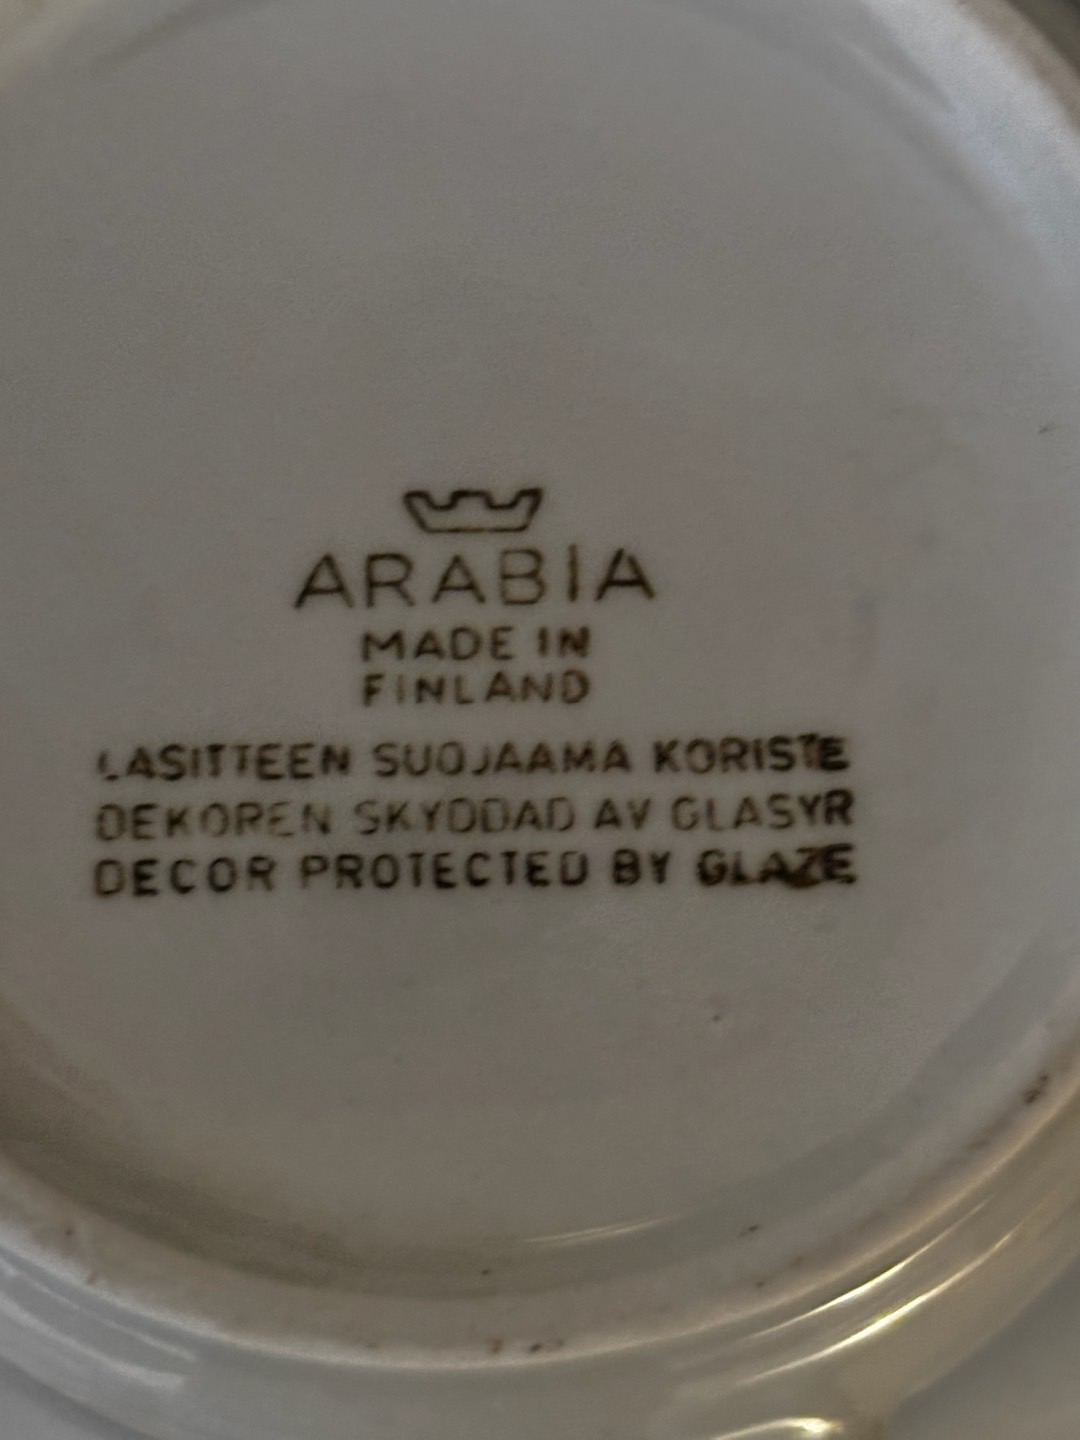 ARABIA
MADE IN
FINLAND
LASITTEEN SUOJAAMA KORISTE
DEKOREN SKYDDAD AV GLASYR
DECOR PROTECTED BY GLAZE